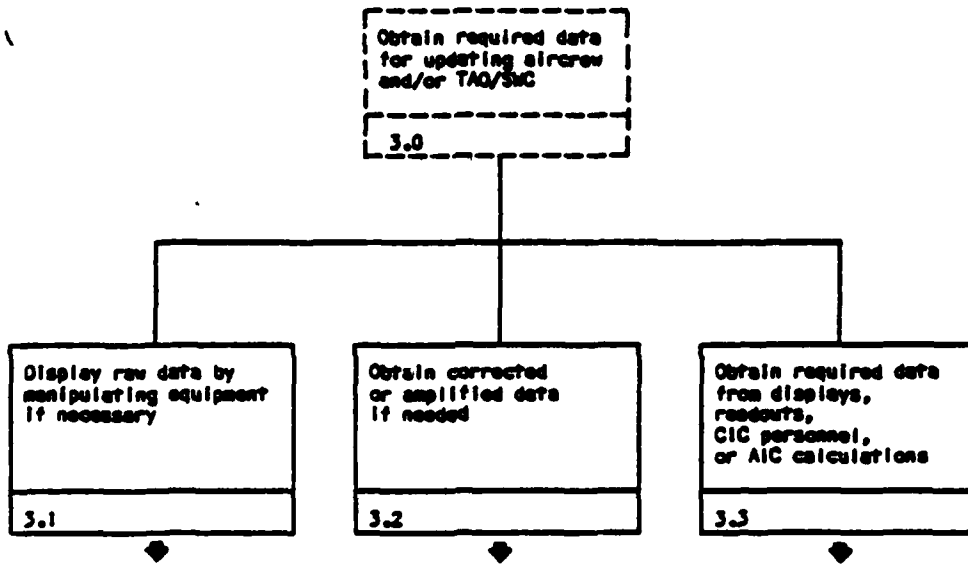 Obtain required data
for updating aircrew
and/or TAO/SWC
3.0
Display raw data by
manipulating equipment
if necessary
3.1
Obtain corrected
or amplified data
if needed
3.2
Obtain required data
from displays,
readouts,
CIC personnel,
or AIC calculations
3.3